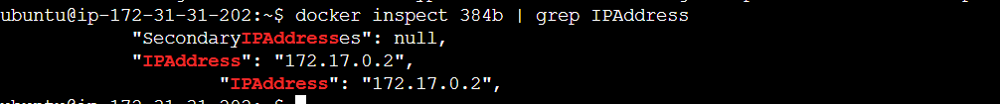 ubuntu@ip-172-31-31-202:~$ docker inspect 384b | grep IPAddress
"SecondaryIPAddresses": null,
"IPAddress": "172.17.0.2",
"IPAddress": "172.17.0.2",
ubuntu@ip-172-31-31-202:~$